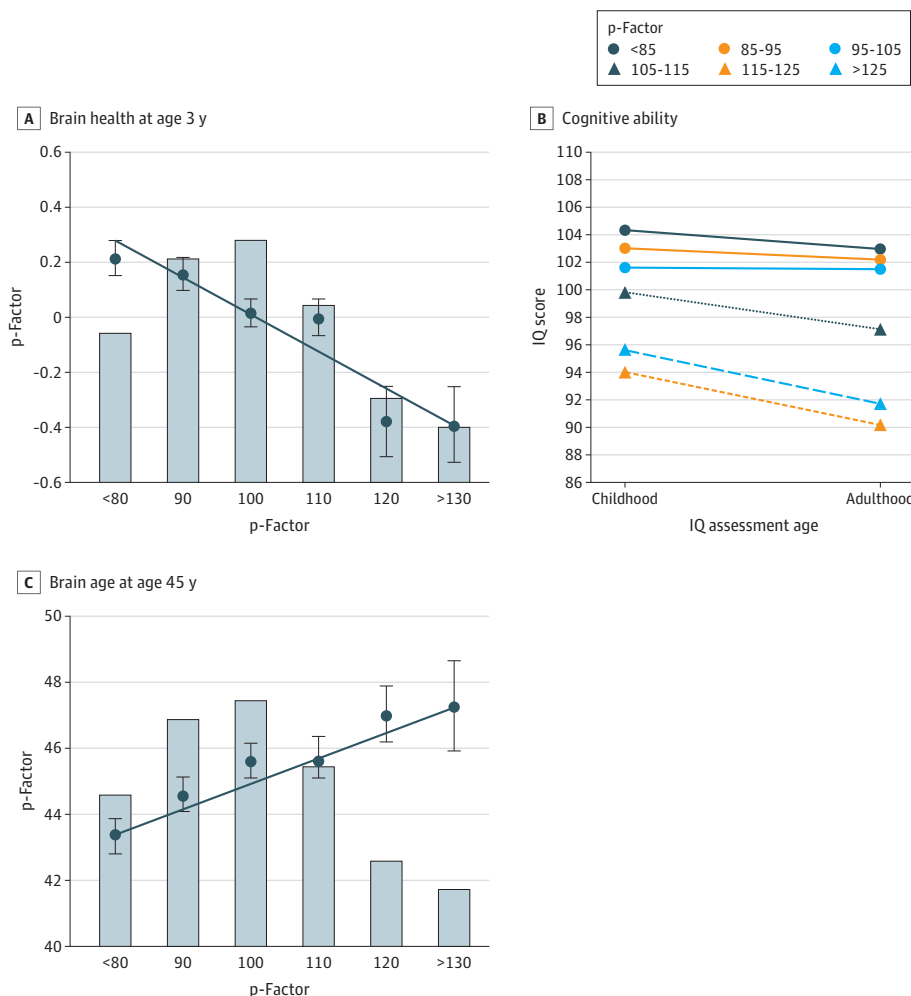 p-Factor
<85 85-95 95-105
105-115 115-125 >125
A Brain health at age 3 y
0.6
0.4
0.2
0
-0.2
-0.4
-0.6
p-Factor
<80 90 100 110 120 >130
p-Factor
B Cognitive ability
110
108
106
104
102
100
98
96
94
92
90
88
86
IQ score
Childhood Adulthood
IQ assessment age
C Brain age at age 45 y
50
48
46
44
42
40
p-Factor
<80 90 100 110 120 >130
p-Factor